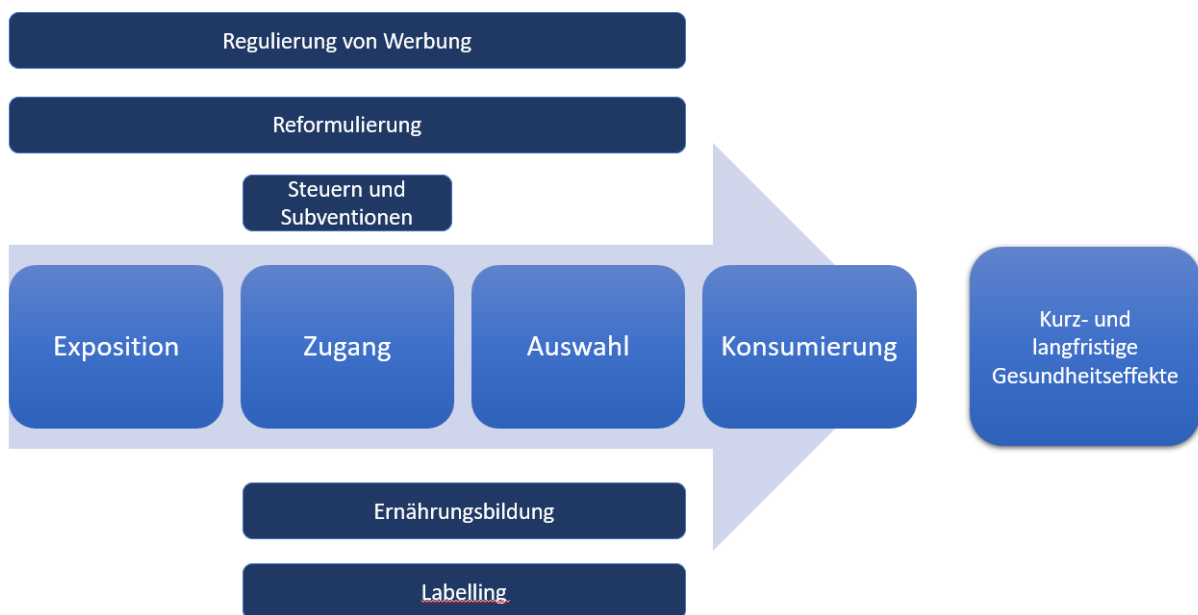 Regulierung von Werbung
Reformulierung
Steuern und
Subventionen
Exposition
Zugang
Auswahl
Konsumierung
Kurz- und
langfristige
Gesundheitseffekte
Ernährungsbildung
Labelling